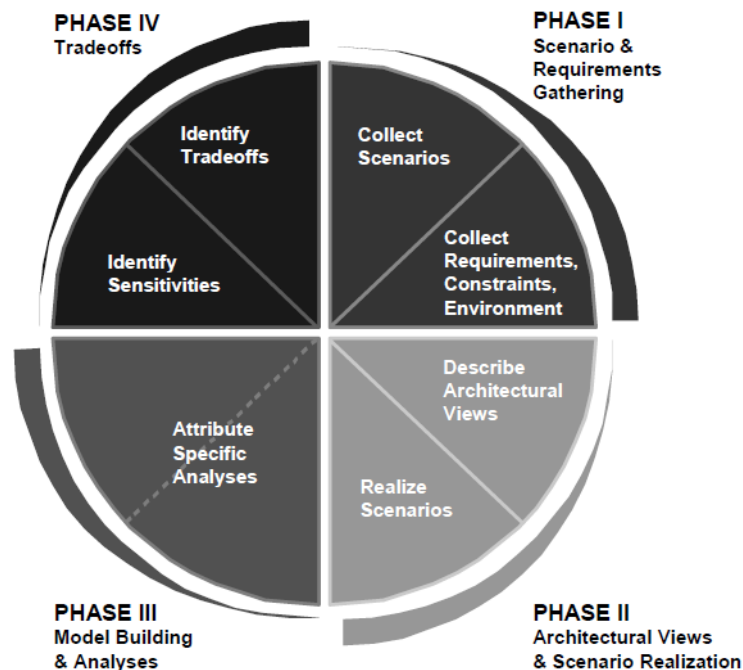 PHASE IV
Tradeoffs
PHASE I
Scenario &
Requirements
Gathering
Identify
Tradeoffs
Collect
Scenarios
Identify
Sensitivities
Collect
Requirements,
Constraints,
Environment
Attribute
Specific
Analyses
Describe
Architectural
Views
Realize
Scenarios
PHASE III
Model Building
& Analyses
PHASE II
Architectural Views
& Scenario Realization